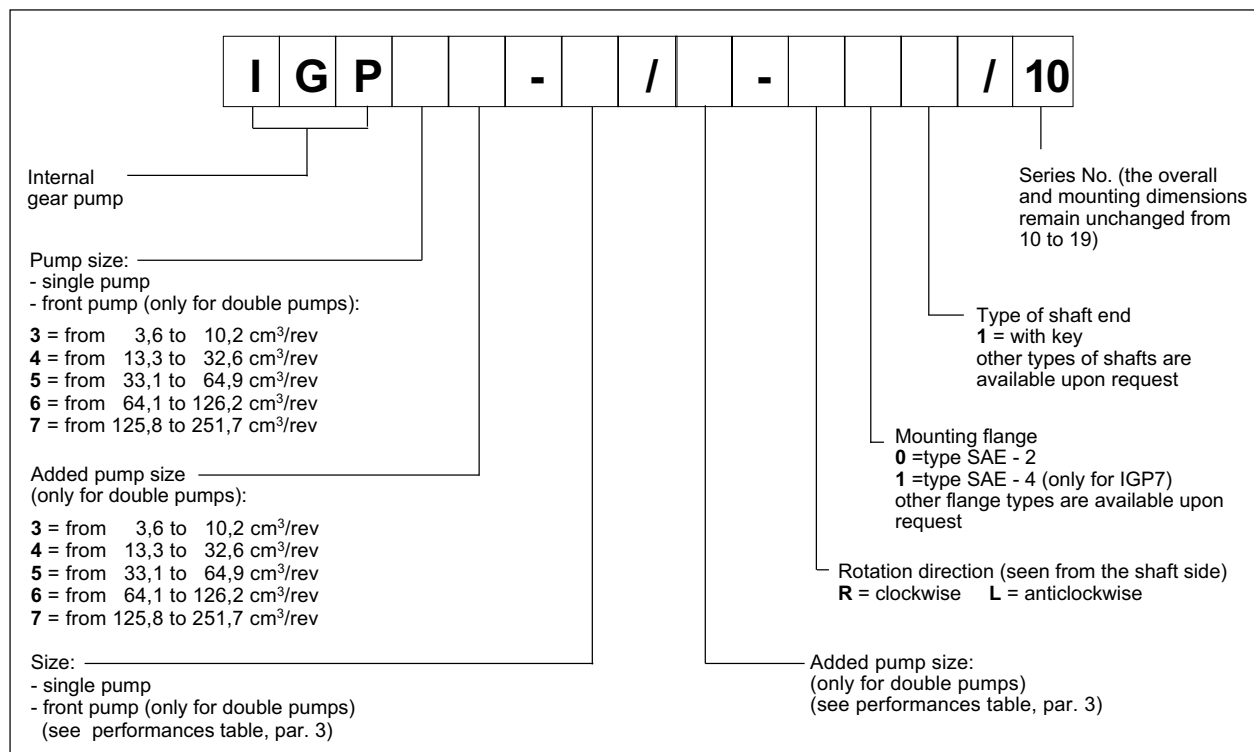 I G P - / - / 10
Internal
gear pump
Series No. (the overall
and mounting dimensions
remain unchanged from
10 to 19)
Pump size:
- single pump
- front pump (only for double pumps):
3 = from 3,6 to 10,2 cm³/rev
4 = from 13,3 to 32,6 cm³/rev
5 = from 33,1 to 64,9 cm³/rev
6 = from 64,1 to 126,2 cm³/rev
7 = from 125,8 to 251,7 cm³/rev
Type of shaft end
1 = with key
other types of shafts are
available upon request
Mounting flange
0 =type SAE - 2
1 =type SAE - 4 (only for IGP7)
other flange types are available upon
request
Added pump size
(only for double pumps):
3 = from 3,6 to 10,2 cm³/rev
4 = from 13,3 to 32,6 cm³/rev
5 = from 33,1 to 64,9 cm³/rev
6 = from 64,1 to 126,2 cm³/rev
7 = from 125,8 to 251,7 cm³/rev
Rotation direction (seen from the shaft side)
R = clockwise L = anticlockwise
Size:
- single pump
- front pump (only for double pumps)
(see performances table, par. 3)
Added pump size:
(only for double pumps)
(see performances table, par. 3)